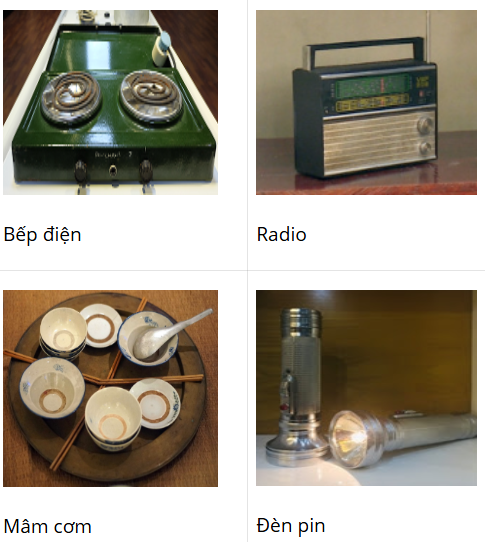 Bếp điện
Radio
Mâm cơm
Đèn pin